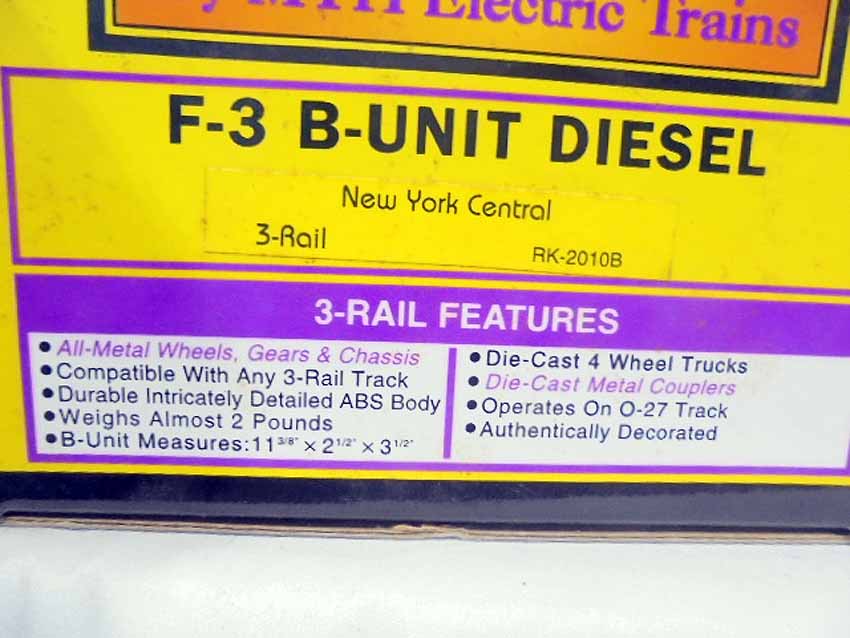 by MTH Electric Trains
F-3 B-UNIT DIESEL
New York Central
3-Rail
RK-2010B
3-RAIL FEATURES
• All-Metal Wheels, Gears & Chassis
• Compatible With Any 3-Rail Track
• Durable Intricately Detailed ABS Body
• Weighs Almost 2 Pounds
• B-Unit Measures: 11 3/8" x 2 1/2" x 3 1/2"
• Die-Cast 4 Wheel Trucks
• Die-Cast Metal Couplers
• Operates On O-27 Track
• Authentically Decorated